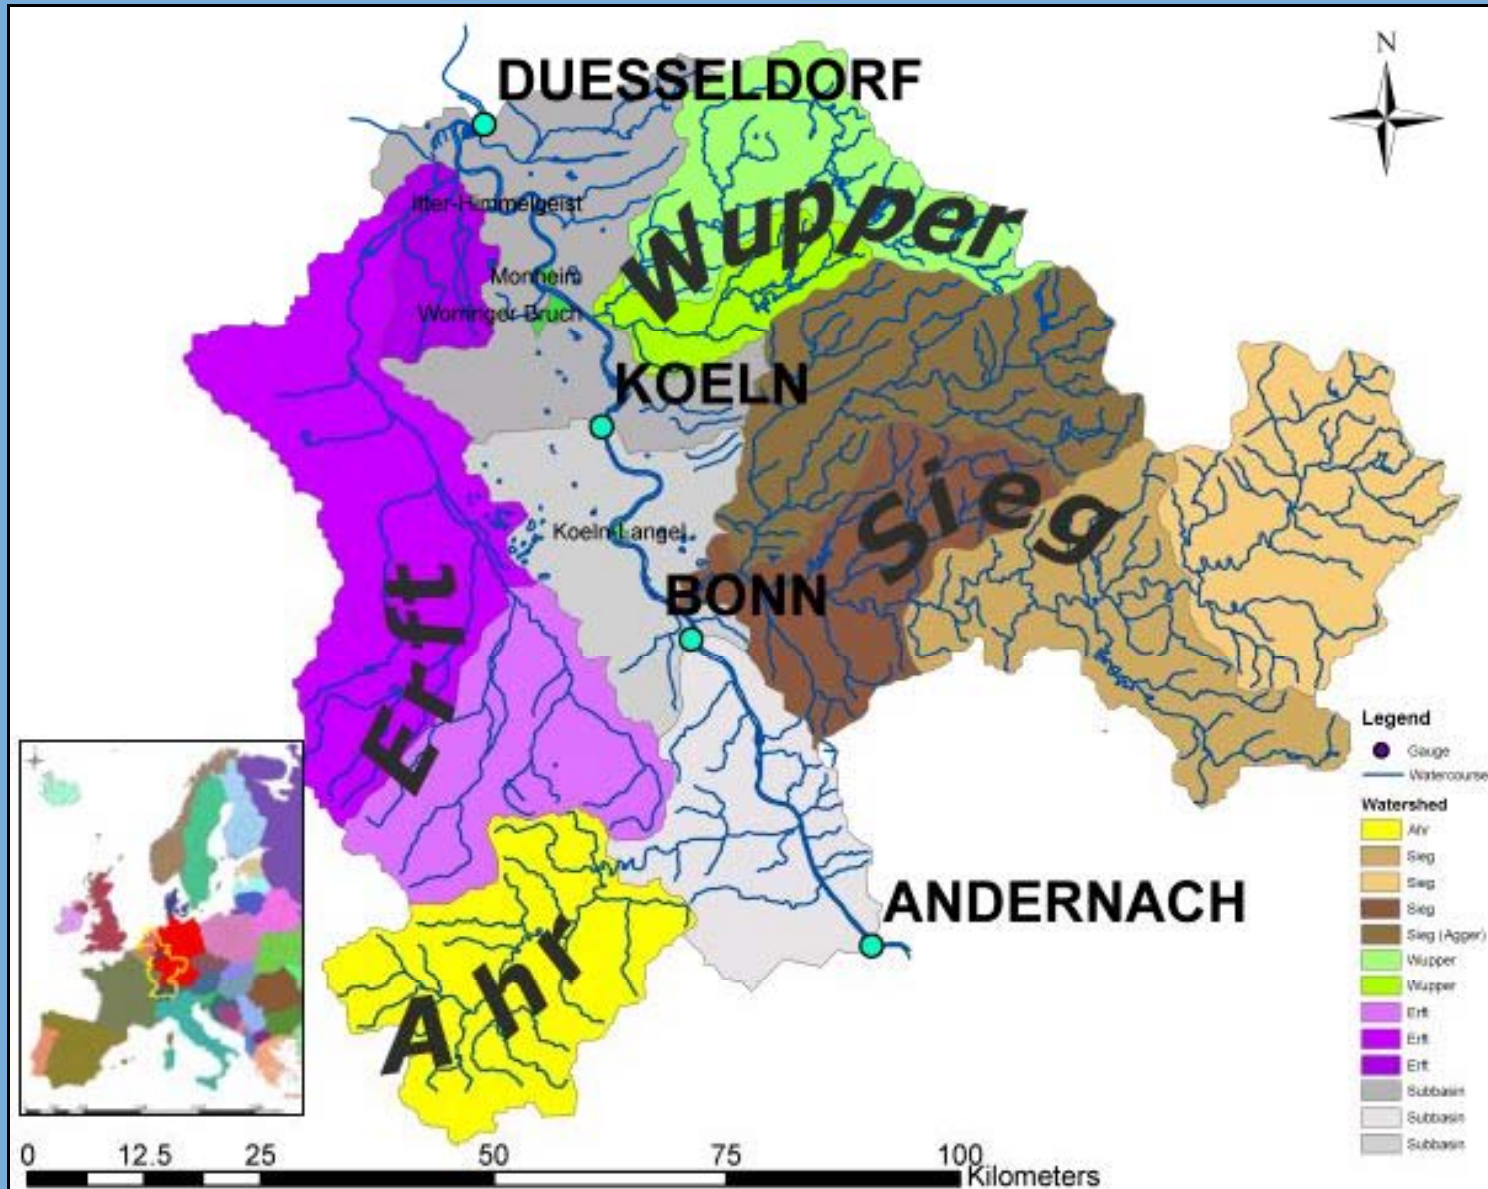 N
DUESSELDORF
Itter-Himmelgeist
Wupper
Monheim
Worringer Bruch
KOELN
Sieg
Koeln-Langel
BONN
Erft
ANDERNACH
Ahr
Legend
Gauge
Watercourse
Watershed
Ahr
Sieg
Sieg
Sieg
Sieg (Agger)
Wupper
Wupper
Erft
Erft
Erft
Subbasin
Subbasin
Subbasin
0 12.5 25 50 75 100
Kilometers